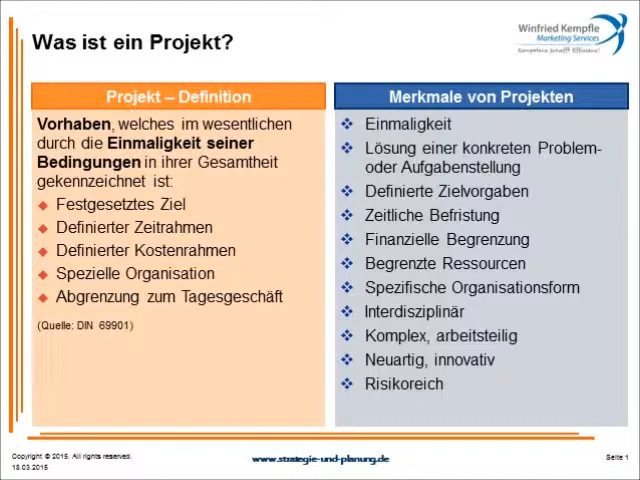 Was ist ein Projekt?
Winfried Kempfle
Marketing Services
Kompetenz schafft Effizienz!
Projekt – Definition
Vorhaben, welches im wesentlichen
durch die Einmaligkeit seiner
Bedingungen in ihrer Gesamtheit
gekennzeichnet ist:
Festgesetztes Ziel
Definierter Zeitrahmen
Definierter Kostenrahmen
Spezielle Organisation
Abgrenzung zum Tagesgeschäft
(Quelle: DIN 69901)
Merkmale von Projekten
Einmaligkeit
Lösung einer konkreten Problem-
oder Aufgabenstellung
Definierte Zielvorgaben
Zeitliche Befristung
Finanzielle Begrenzung
Begrenzte Ressourcen
Spezifische Organisationsform
Interdisziplinär
Komplex, arbeitsteilig
Neuartig, innovativ
Risikoreich
Copyright © 2015. All rights reserved.
18.03.2015
www.strategie-und-planung.de
Seite 1